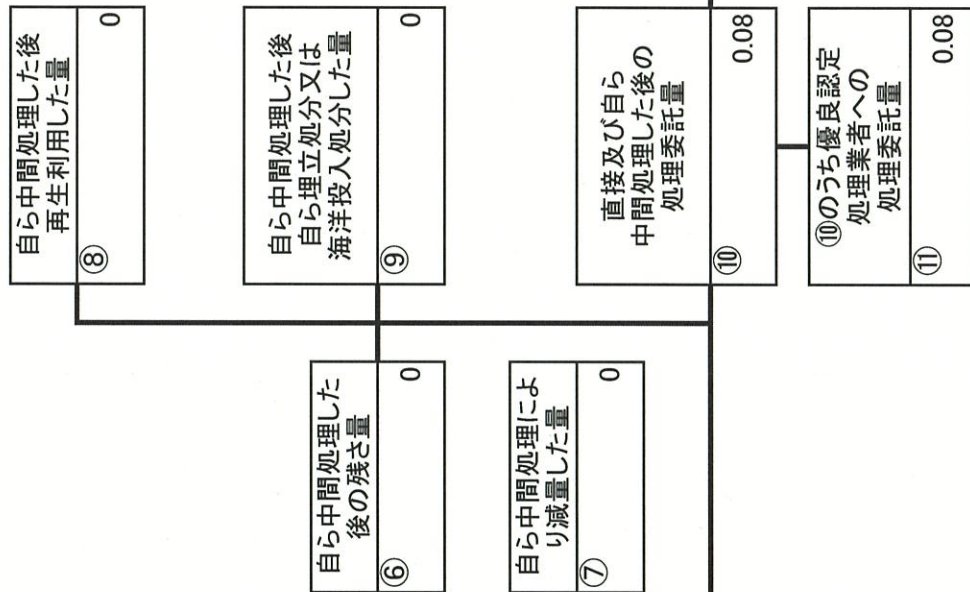 自ら中間処理した後
再生利用した量
⑧
0
自ら中間処理した後
自ら埋立処分又は
海洋投入処分した量
⑨
0
直接及び自ら
中間処理した後の
処理委託量
⑩
0.08
⑩のうち優良認定
処理業者への
処理委託量
⑪
0.08
自ら中間処理した
後の残さ量
⑥
0
自ら中間処理によ
り減量した量
⑦
0